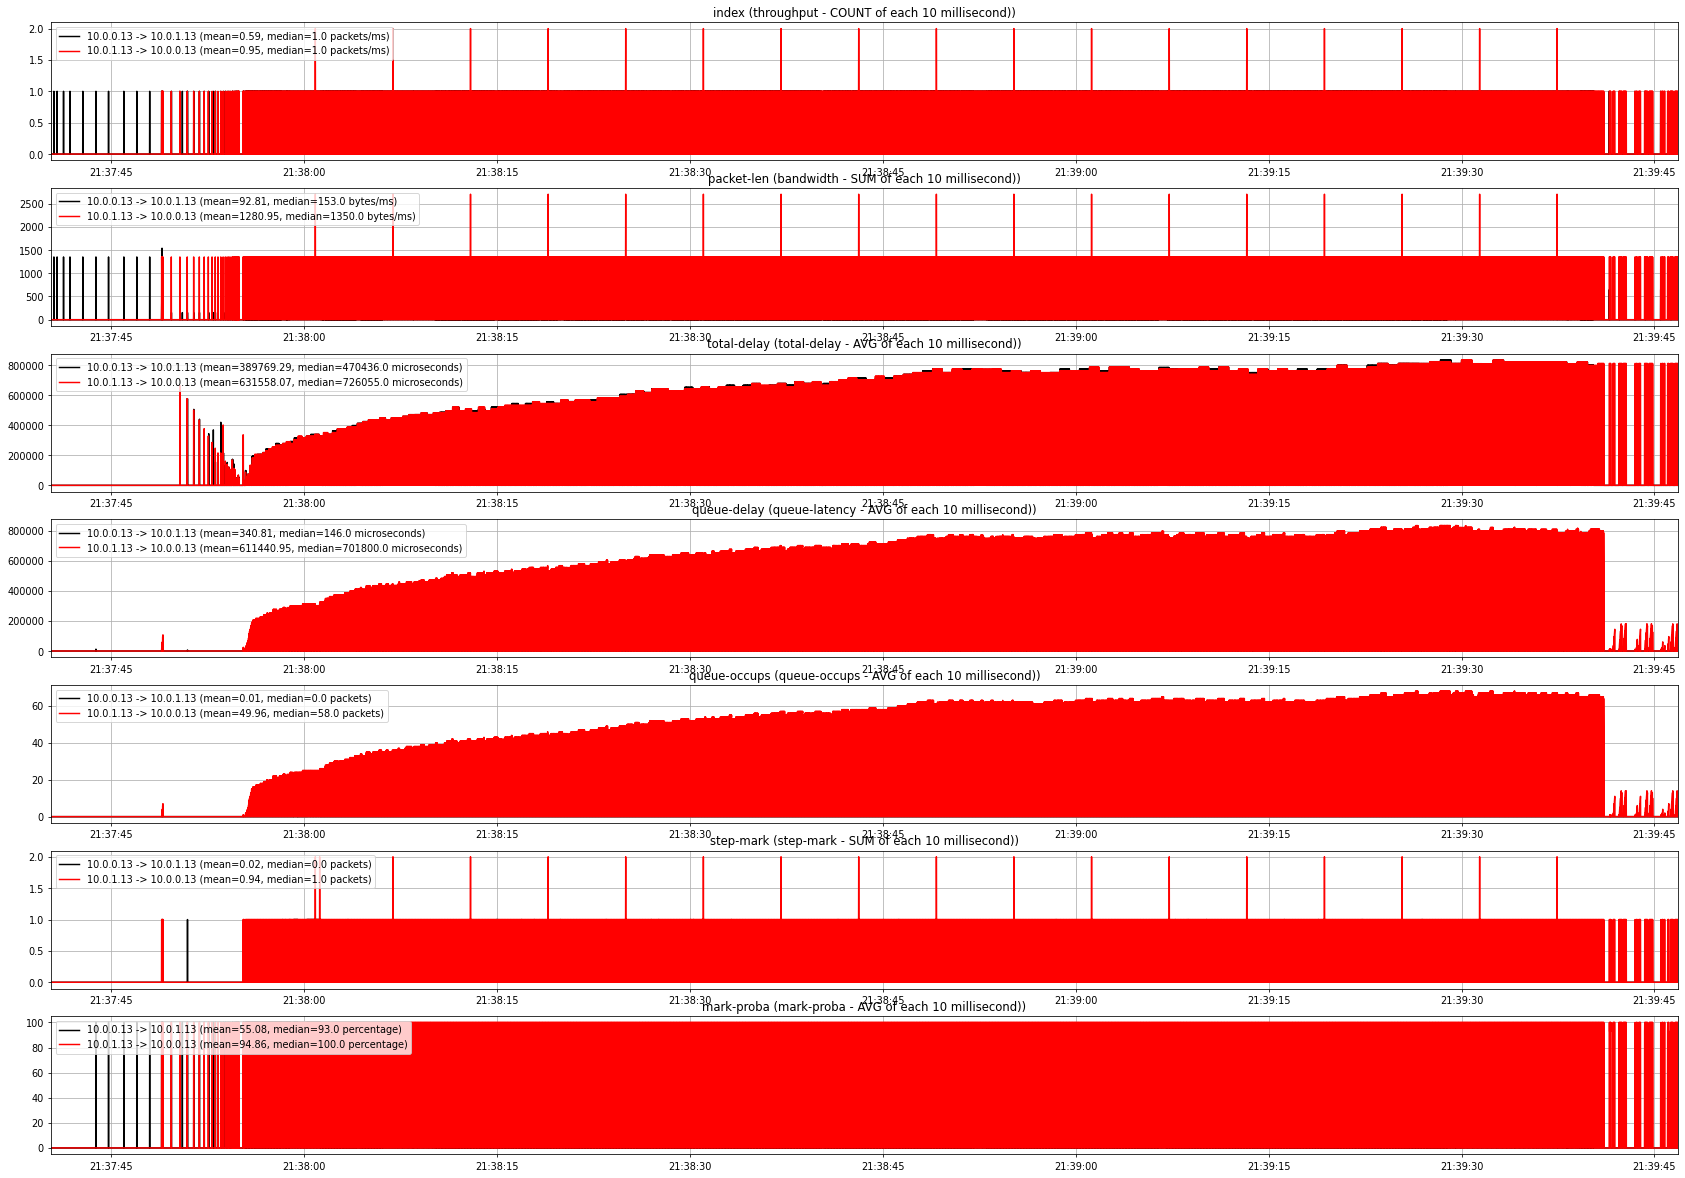 index (throughput - COUNT of each 10 millisecond))
10.0.0.13 -> 10.0.1.13 (mean=0.59, median=1.0 packets/ms)
10.0.1.13 -> 10.0.0.13 (mean=0.95, median=1.0 packets/ms)
2.0
1.5
1.0
0.5
0.0
21:37:45 21:38:00 21:38:15 21:38:30 21:38:45 21:39:00 21:39:15 21:39:30 21:39:45
packet-len (bandwidth - SUM of each 10 millisecond))
10.0.0.13 -> 10.0.1.13 (mean=92.81, median=153.0 bytes/ms)
10.0.1.13 -> 10.0.0.13 (mean=1280.95, median=1350.0 bytes/ms)
2500
2000
1500
1000
500
0
21:37:45 21:38:00 21:38:15 21:38:30 21:38:45 21:39:00 21:39:15 21:39:30 21:39:45
total-delay (total-delay - AVG of each 10 millisecond))
10.0.0.13 -> 10.0.1.13 (mean=389769.29, median=470436.0 microseconds)
10.0.1.13 -> 10.0.0.13 (mean=631558.07, median=726055.0 microseconds)
800000
600000
400000
200000
0
21:37:45 21:38:00 21:38:15 21:38:30 21:38:45 21:39:00 21:39:15 21:39:30 21:39:45
queue-delay (queue-latency - AVG of each 10 millisecond))
10.0.0.13 -> 10.0.1.13 (mean=340.81, median=146.0 microseconds)
10.0.1.13 -> 10.0.0.13 (mean=611440.95, median=701800.0 microseconds)
800000
600000
400000
200000
0
21:37:45 21:38:00 21:38:15 21:38:30 21:38:45 21:39:00 21:39:15 21:39:30 21:39:45
queue-occups (queue-occups - AVG of each 10 millisecond))
10.0.0.13 -> 10.0.1.13 (mean=0.01, median=0.0 packets)
10.0.1.13 -> 10.0.0.13 (mean=49.96, median=58.0 packets)
60
40
20
0
21:37:45 21:38:00 21:38:15 21:38:30 21:38:45 21:39:00 21:39:15 21:39:30 21:39:45
step-mark (step-mark - SUM of each 10 millisecond))
10.0.0.13 -> 10.0.1.13 (mean=0.02, median=0.0 packets)
10.0.1.13 -> 10.0.0.13 (mean=0.94, median=1.0 packets)
2.0
1.5
1.0
0.5
0.0
21:37:45 21:38:00 21:38:15 21:38:30 21:38:45 21:39:00 21:39:15 21:39:30 21:39:45
mark-proba (mark-proba - AVG of each 10 millisecond))
10.0.0.13 -> 10.0.1.13 (mean=55.08, median=93.0 percentage)
10.0.1.13 -> 10.0.0.13 (mean=94.86, median=100.0 percentage)
100
80
60
40
20
0
21:37:45 21:38:00 21:38:15 21:38:30 21:38:45 21:39:00 21:39:15 21:39:30 21:39:45